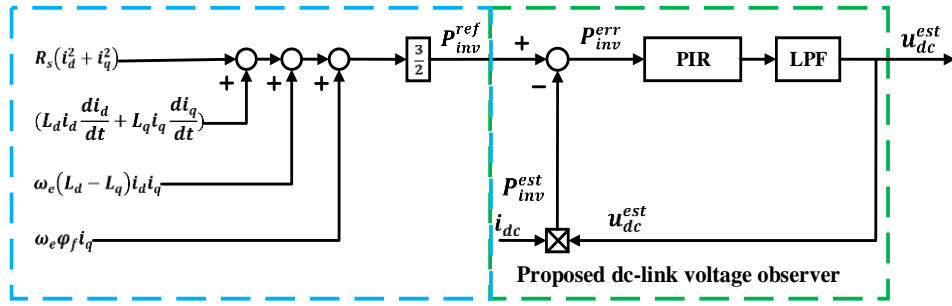 R_s(i_d^2 + i_q^2)
+
(L_d i_d di_d/dt + L_q i_q di_q/dt)
+
+
ω_e(L_d − L_q)i_d i_q
ω_e φ_f i_q
3/2
P_inv^ref
+
−
P_inv^err
PIR
LPF
u_dc^est
P_inv^est
i_dc
u_dc^est
Proposed dc-link voltage observer